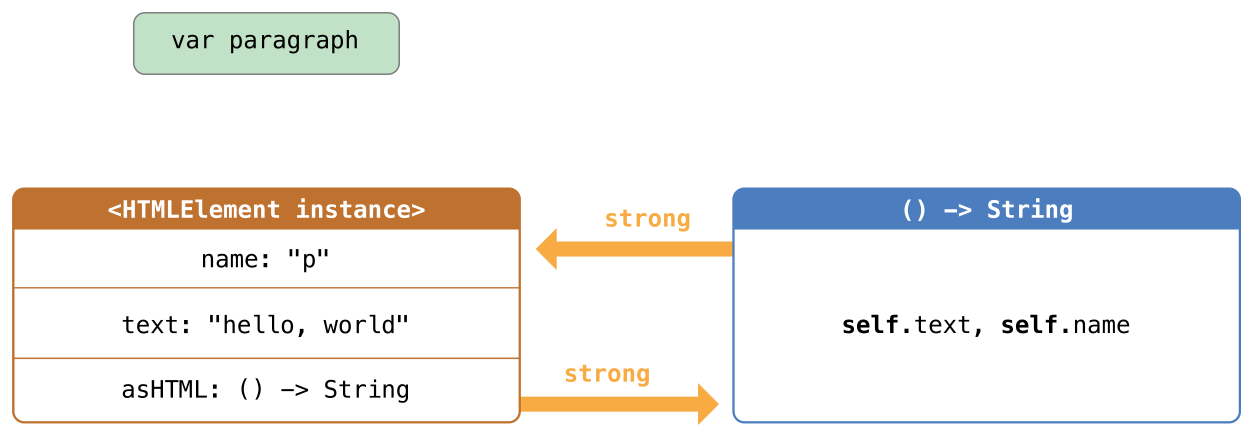 var paragraph
<HTMLElement instance>
name: "p"
text: "hello, world"
asHTML: () -> String
strong
strong
() -> String
self.text, self.name